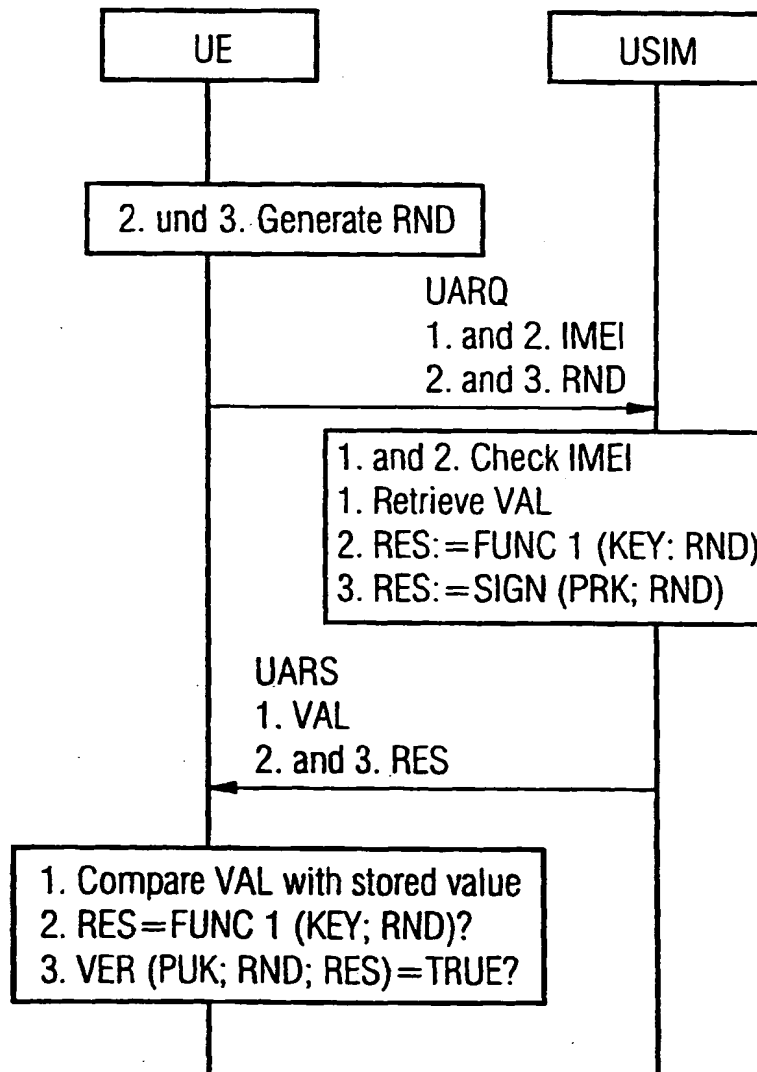 UE
USIM
2. und 3. Generate RND
UARQ
1. and 2. IMEI
2. and 3. RND
1. and 2. Check IMEI
1. Retrieve VAL
2. RES:=FUNC 1 (KEY: RND)
3. RES:=SIGN (PRK; RND)
UARS
1. VAL
2. and 3. RES
1. Compare VAL with stored value
2. RES=FUNC 1 (KEY; RND)?
3. VER (PUK; RND; RES)=TRUE?